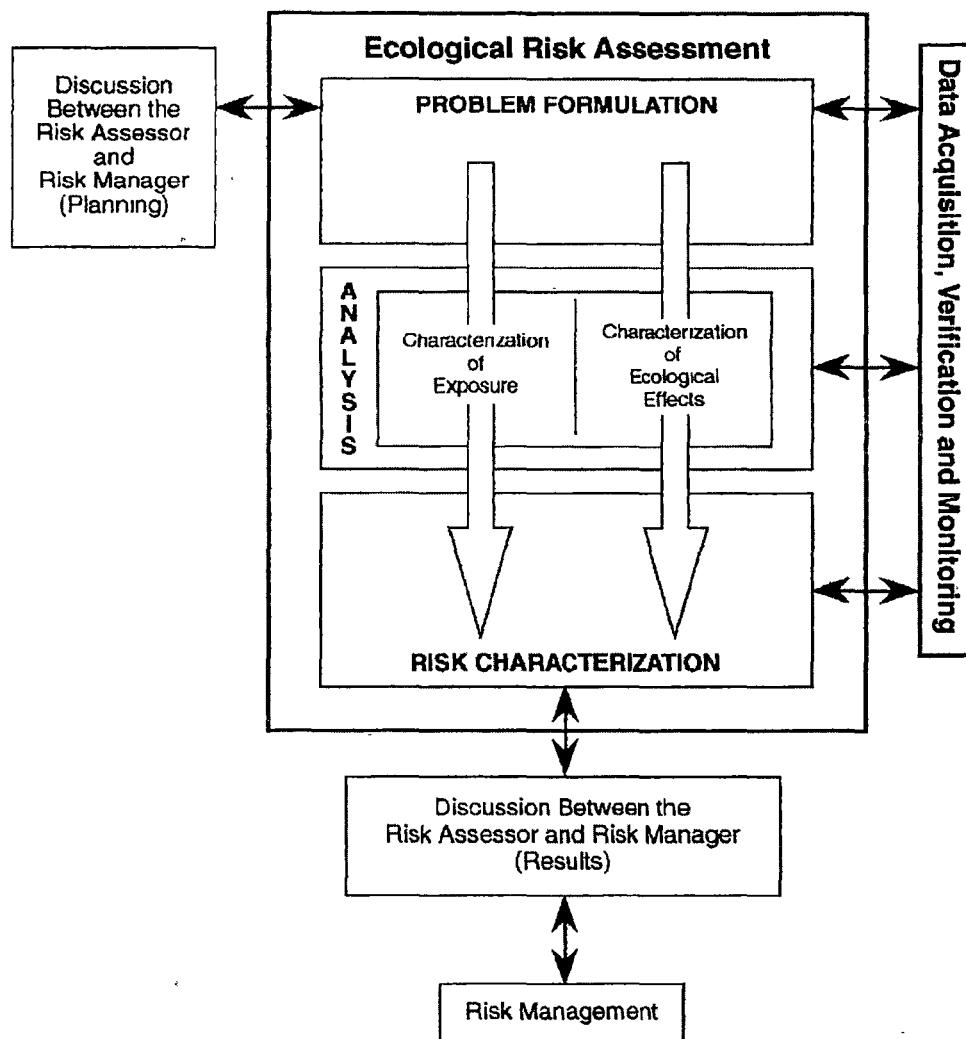 Ecological Risk Assessment
Discussion
Between the
Risk Assessor
and
Risk Manager
(Planning)
PROBLEM FORMULATION
ANALYSIS
Characterization
of
Exposure
Characterization
of
Ecological
Effects
RISK CHARACTERIZATION
Data Acquisition, Verification and Monitoring
Discussion Between the
Risk Assessor and Risk Manager
(Results)
Risk Management